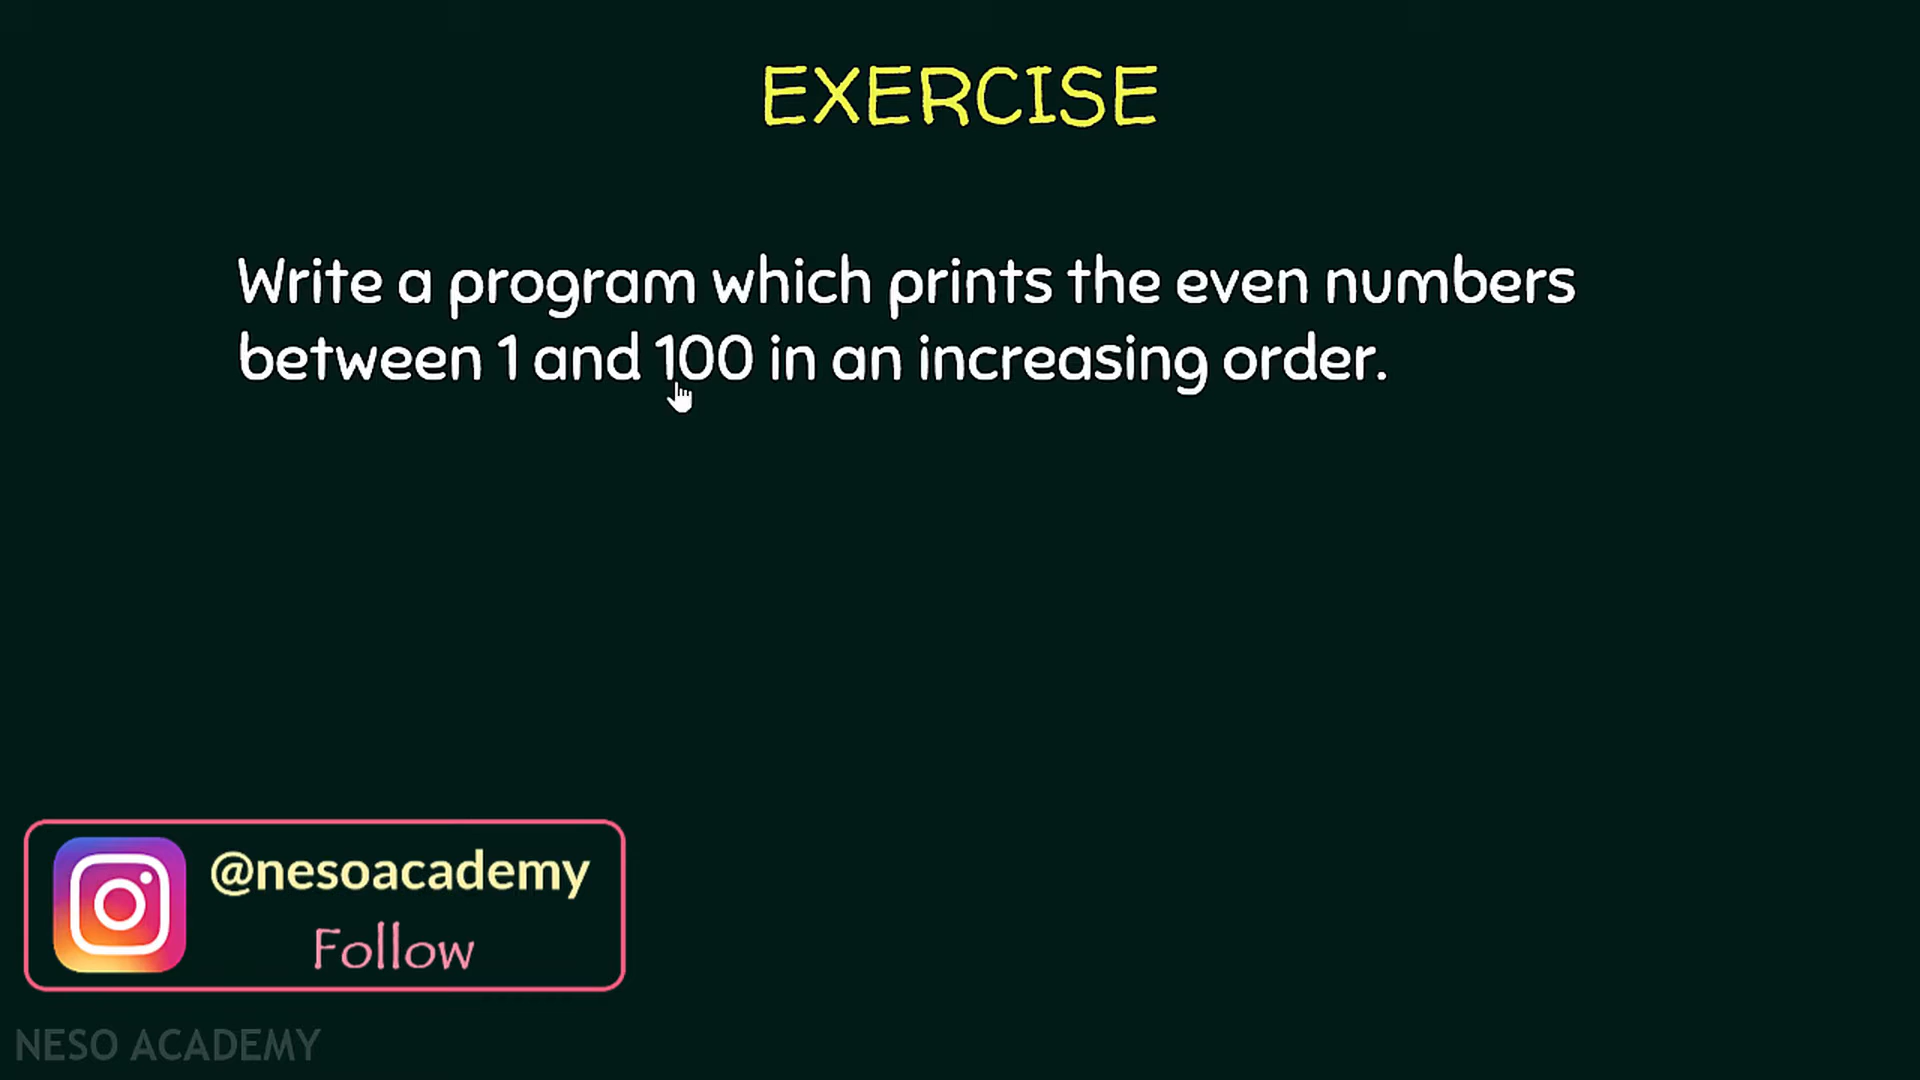 EXERCISE
Write a program which prints the even numbers
between 1 and 100 in an increasing order.
@nesoacademy
Follow
NESO ACADEMY